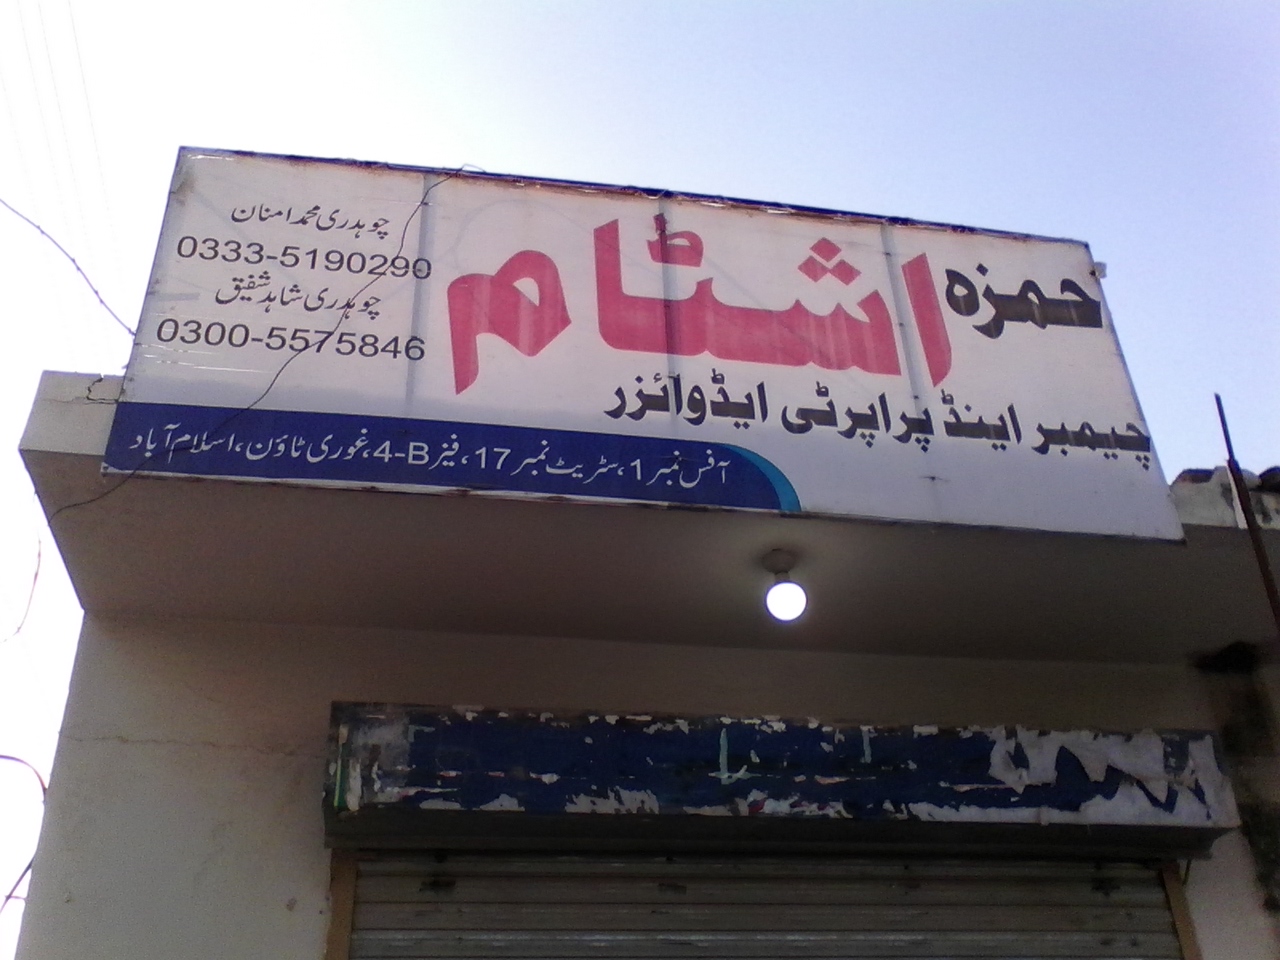 حمزہ
اشٹام
چیمبر اینڈ پراپرٹی ایڈوائزر
چوہدری محمد امنان
0333-5190290
چوہدری شاہد شفیق
0300-5575846
آفس نمبر 1، سٹریٹ نمبر 17، فیز 4-B، غوری ٹاؤن، اسلام آباد